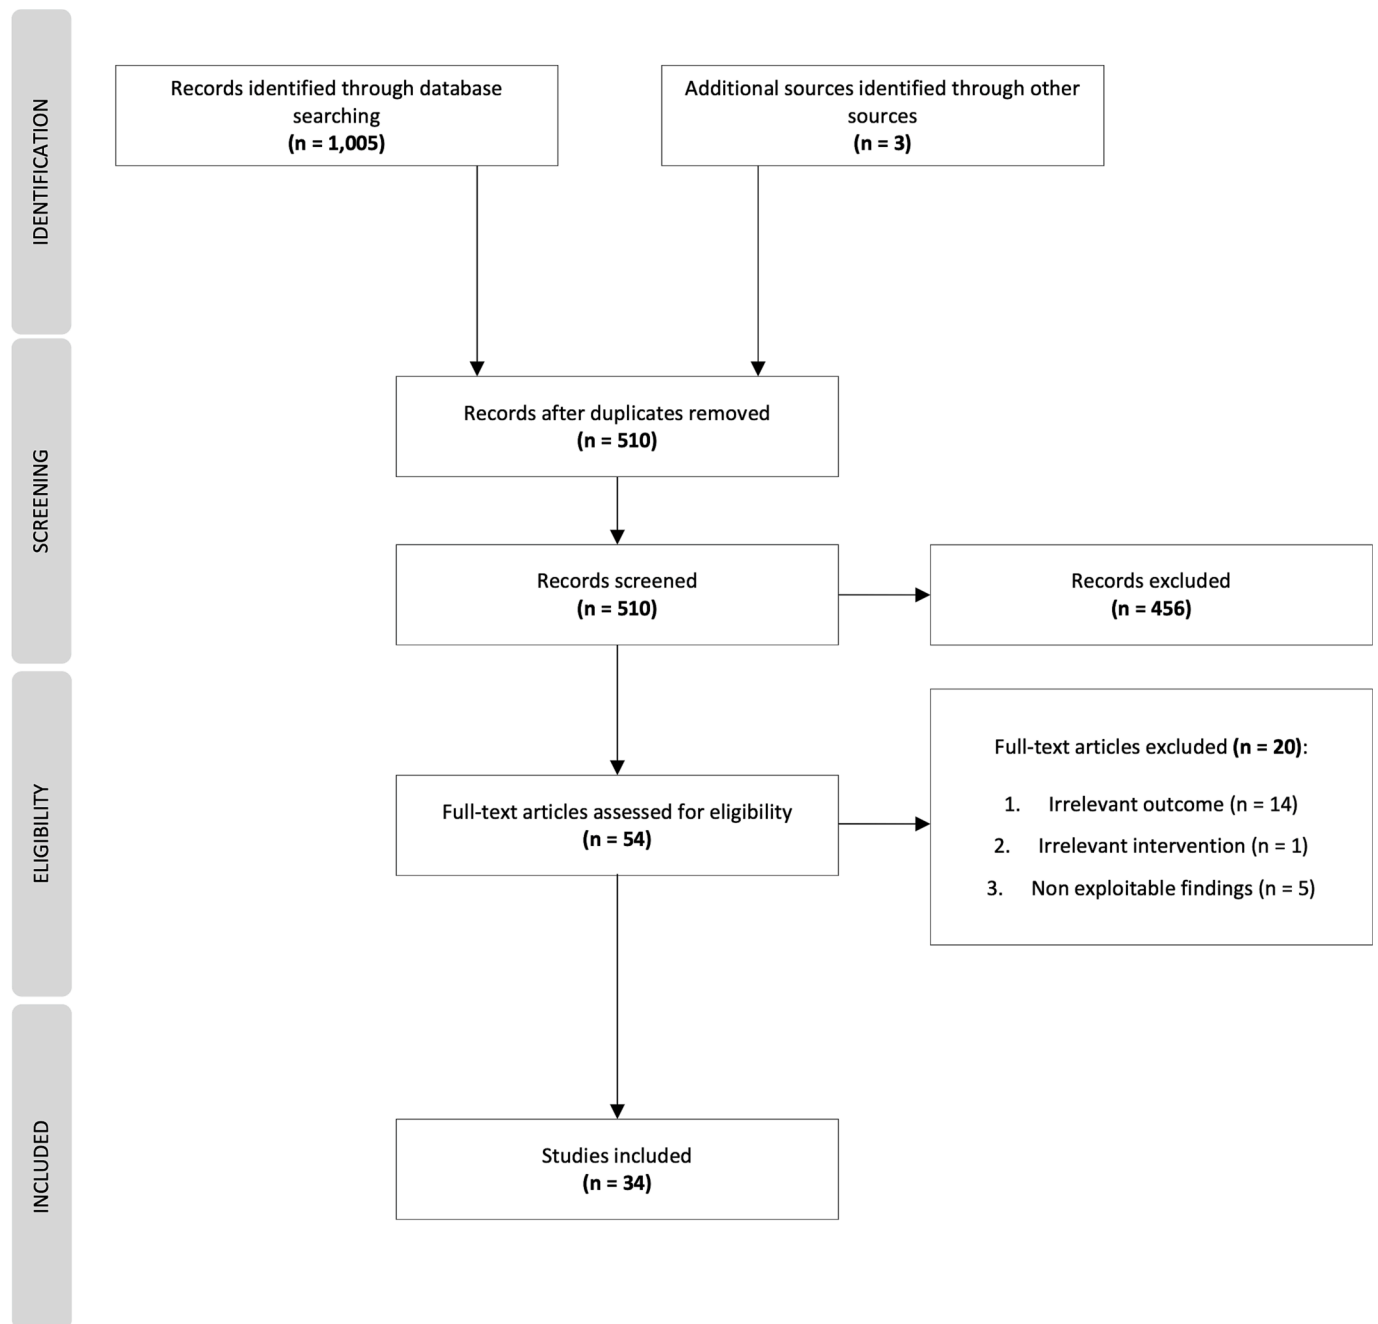 IDENTIFICATION
Records identified through database
searching
(n = 1,005)
Additional sources identified through other
sources
(n = 3)
SCREENING
Records after duplicates removed
(n = 510)
Records screened
(n = 510)
Records excluded
(n = 456)
ELIGIBILITY
Full-text articles assessed for eligibility
(n = 54)
Full-text articles excluded (n = 20):
1. Irrelevant outcome (n = 14)
2. Irrelevant intervention (n = 1)
3. Non exploitable findings (n = 5)
INCLUDED
Studies included
(n = 34)